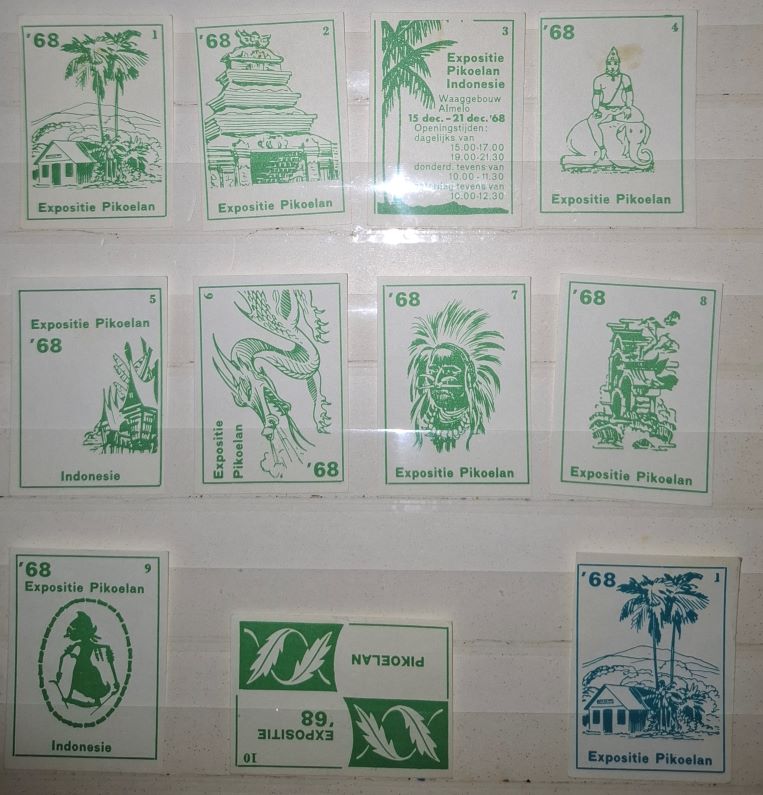 '68 1
Expositie Pikoelan
'68 2
Expositie Pikoelan
3
Expositie
Pikoelan
Indonesie
Waaggebouw
Almelo
15 dec. - 21 dec. '68
Openingstijden:
dagelijks van
15.00-17.00
19.00-21.30
donderd. tevens van
10.00-11.30
tevens van
10.00-12.30
'68 4
Expositie Pikoelan
5
Expositie Pikoelan
'68
Indonesie
6
Expositie
Pikoelan
'68
'68 7
Expositie Pikoelan
'68 8
Expositie Pikoelan
'68 9
Expositie Pikoelan
Indonesie
10
EXPOSITIE
'68
PIKOELAN
'68 1
Expositie Pikoelan